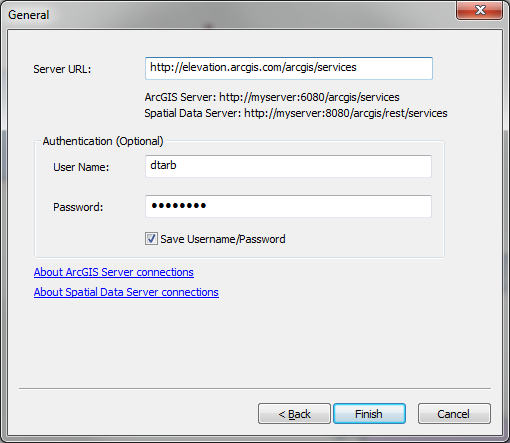 General
Server URL: http://elevation.arcgis.com/arcgis/services
ArcGIS Server: http://myserver:6080/arcgis/services
Spatial Data Server: http://myserver:8080/arcgis/rest/services
Authentication (Optional)
User Name: dtarb
Password: ●●●●●●●●
Save Username/Password
About ArcGIS Server connections
About Spatial Data Server connections
< Back Finish Cancel